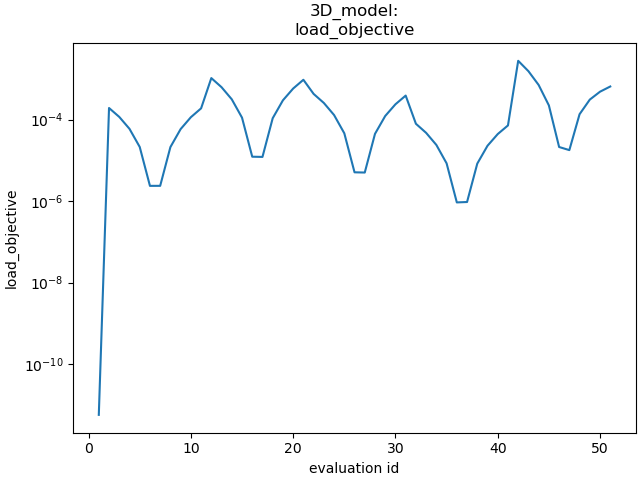 3D_model:
load_objective
load_objective
10⁻⁴
10⁻⁶
10⁻⁸
10⁻¹⁰
0 10 20 30 40 50
evaluation id